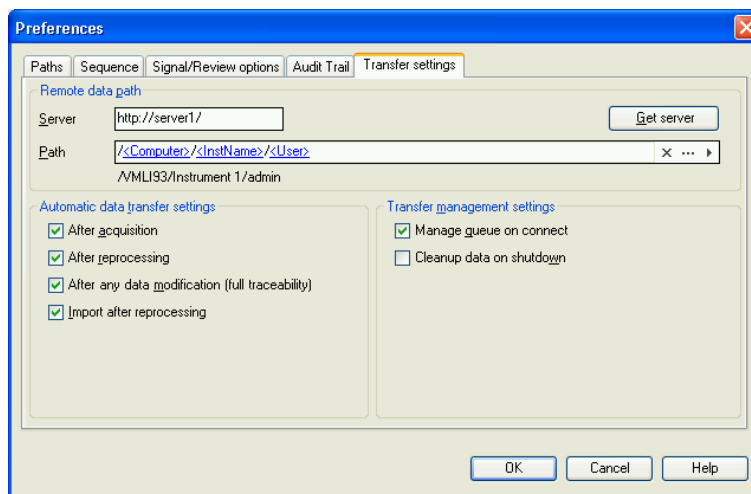 Preferences
Paths Sequence Signal/Review options Audit Trail Transfer settings
Remote data path
Server http://server1/ Get server
Path /<Computer>/<InstName>/<User>
/VMLI93/Instrument 1/admin
Automatic data transfer settings
After acquisition
After reprocessing
After any data modification (full traceability)
Import after reprocessing
Transfer management settings
Manage queue on connect
Cleanup data on shutdown
OK Cancel Help